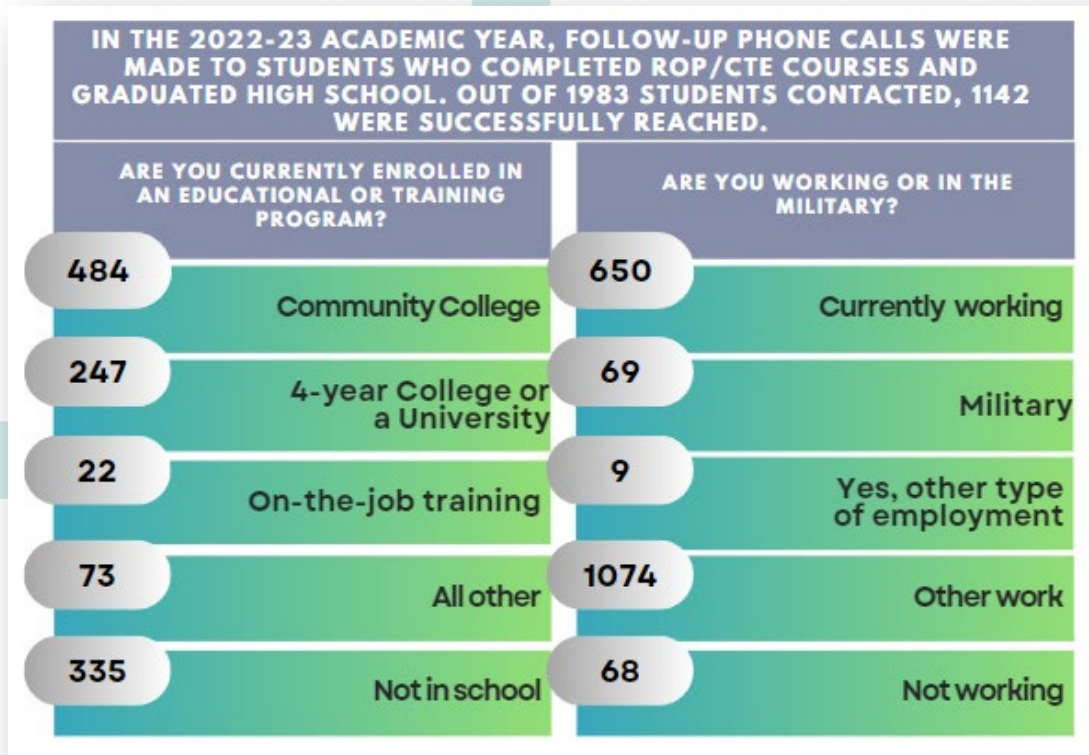 IN THE 2022-23 ACADEMIC YEAR, FOLLOW-UP PHONE CALLS WERE
MADE TO STUDENTS WHO COMPLETED ROP/CTE COURSES AND
GRADUATED HIGH SCHOOL. OUT OF 1983 STUDENTS CONTACTED, 1142
WERE SUCCESSFULLY REACHED.
ARE YOU CURRENTLY ENROLLED IN
AN EDUCATIONAL OR TRAINING
PROGRAM?
484
Community College
247
4-year College or
a University
22
On-the-job training
73
All other
335
Not in school
ARE YOU WORKING OR IN THE
MILITARY?
650
Currently working
69
Military
9
Yes, other type
of employment
1074
Other work
68
Not working